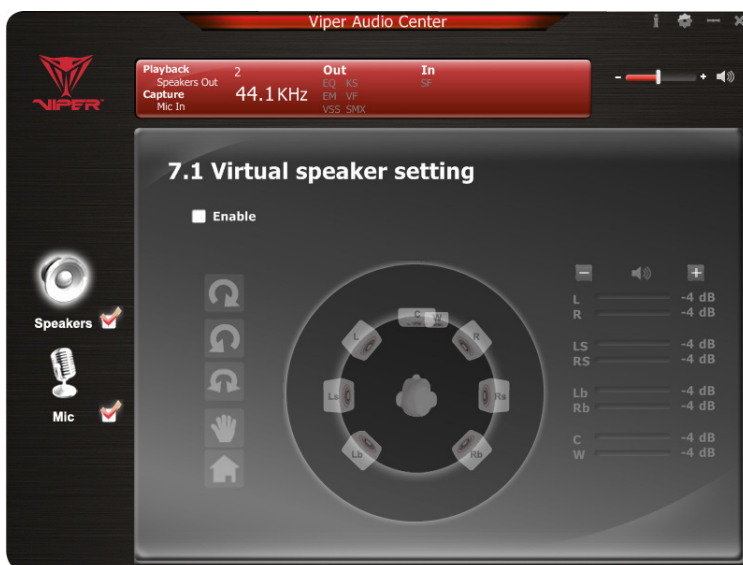 Viper Audio Center
VIPER
Playback 2 Out In
Speakers Out EQ KS SF
Capture 44.1 KHz EM VF
Mic In VSS SMX
- +
7.1 Virtual speaker setting
Enable
- +
C W
L R
Ls Rs
Lb Rb
L -4 dB
R -4 dB
LS -4 dB
RS -4 dB
Lb -4 dB
Rb -4 dB
C -4 dB
W -4 dB
Speakers
Mic